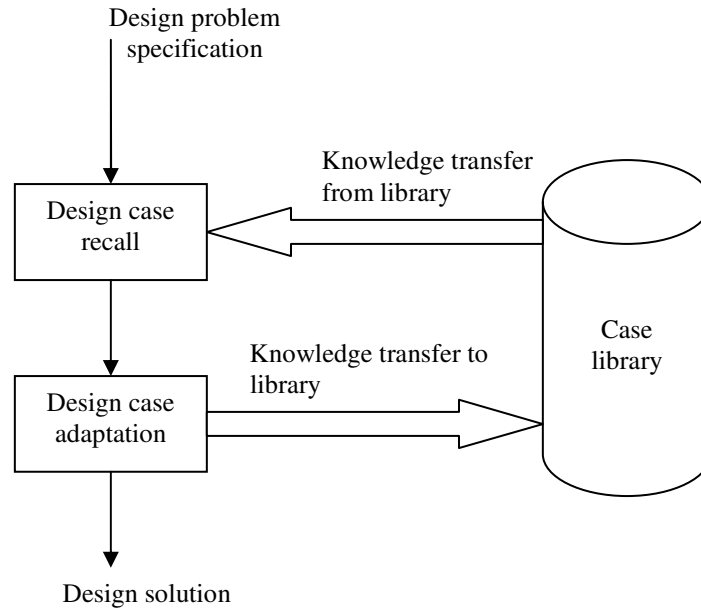 Design problem
specification
Knowledge transfer
from library
Design case
recall
Case
library
Knowledge transfer to
library
Design case
adaptation
Design solution